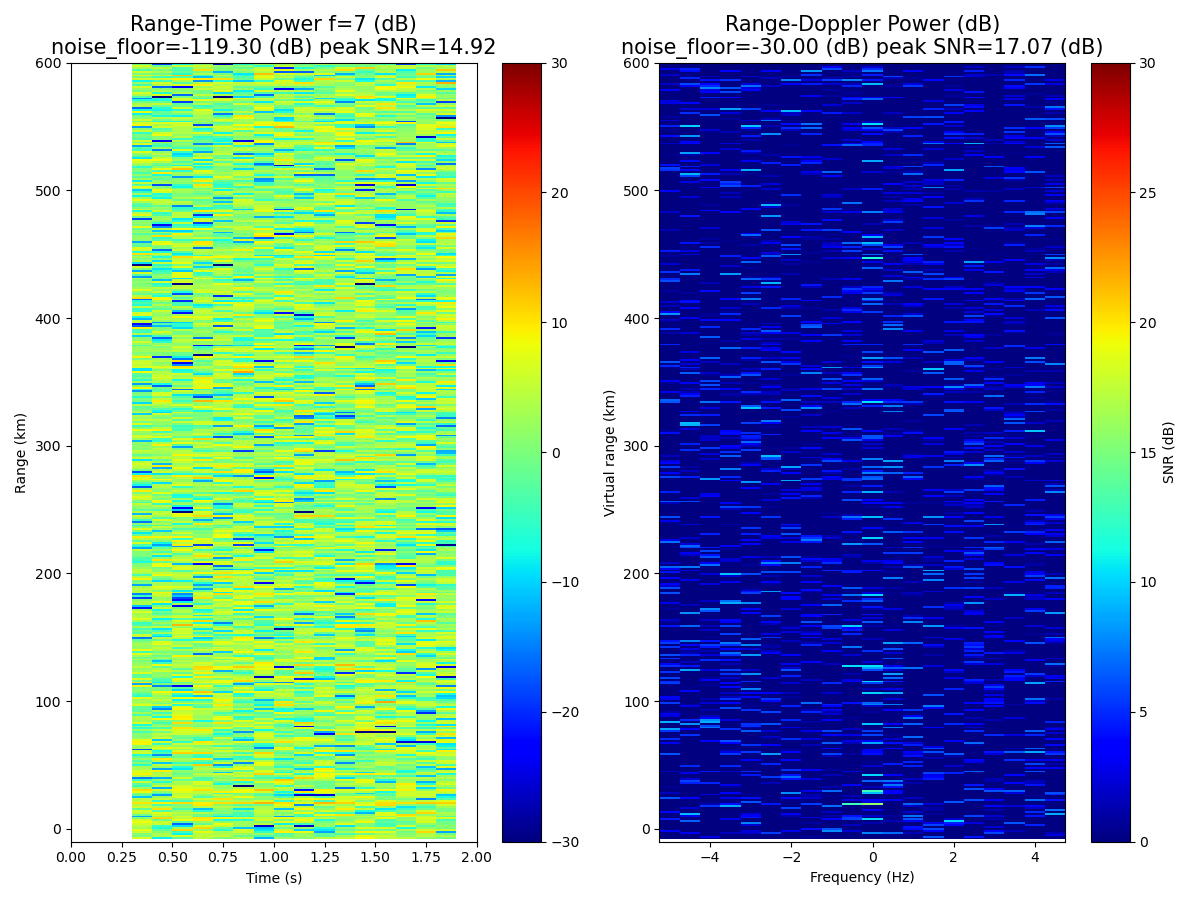 Range-Time Power f=7 (dB)
noise_floor=-119.30 (dB) peak SNR=14.92
Range-Doppler Power (dB)
noise_floor=-30.00 (dB) peak SNR=17.07 (dB)
600
500
400
300
200
100
0
Range (km)
0.00 0.25 0.50 0.75 1.00 1.25 1.50 1.75 2.00
Time (s)
30
20
10
0
−10
−20
−30
600
500
400
300
200
100
0
Virtual range (km)
−4 −2 0 2 4
Frequency (Hz)
30
25
20
15
10
5
0
SNR (dB)